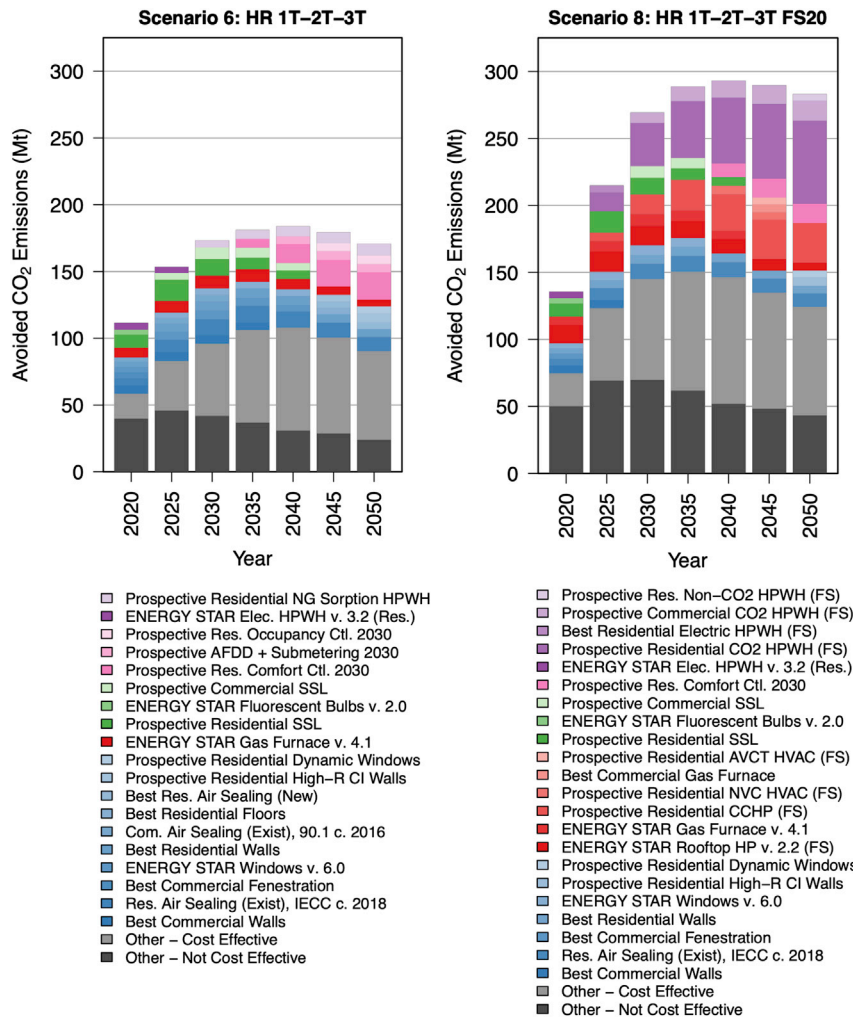 Scenario 6: HR 1T−2T−3T
Avoided CO2 Emissions (Mt)
300
250
200
150
100
50
0
2020
2025
2030
2035
2040
2045
2050
Year
Prospective Residential NG Sorption HPWH
ENERGY STAR Elec. HPWH v. 3.2 (Res.)
Prospective Res. Occupancy Ctl. 2030
Prospective AFDD + Submetering 2030
Prospective Res. Comfort Ctl. 2030
Prospective Commercial SSL
ENERGY STAR Fluorescent Bulbs v. 2.0
Prospective Residential SSL
ENERGY STAR Gas Furnace v. 4.1
Prospective Residential Dynamic Windows
Prospective Residential High−R CI Walls
Best Res. Air Sealing (New)
Best Residential Floors
Com. Air Sealing (Exist), 90.1 c. 2016
Best Residential Walls
ENERGY STAR Windows v. 6.0
Best Commercial Fenestration
Res. Air Sealing (Exist), IECC c. 2018
Best Commercial Walls
Other − Cost Effective
Other − Not Cost Effective
Scenario 8: HR 1T−2T−3T FS20
Avoided CO2 Emissions (Mt)
300
250
200
150
100
50
0
2020
2025
2030
2035
2040
2045
2050
Year
Prospective Res. Non−CO2 HPWH (FS)
Prospective Commercial CO2 HPWH (FS)
Best Residential Electric HPWH (FS)
Prospective Residential CO2 HPWH (FS)
ENERGY STAR Elec. HPWH v. 3.2 (Res.)
Prospective Res. Comfort Ctl. 2030
Prospective Commercial SSL
ENERGY STAR Fluorescent Bulbs v. 2.0
Prospective Residential SSL
Prospective Residential AVCT HVAC (FS)
Best Commercial Gas Furnace
Prospective Residential NVC HVAC (FS)
Prospective Residential CCHP (FS)
ENERGY STAR Gas Furnace v. 4.1
ENERGY STAR Rooftop HP v. 2.2 (FS)
Prospective Residential Dynamic Windows
Prospective Residential High−R CI Walls
ENERGY STAR Windows v. 6.0
Best Residential Walls
Best Commercial Fenestration
Res. Air Sealing (Exist), IECC c. 2018
Best Commercial Walls
Other − Cost Effective
Other − Not Cost Effective